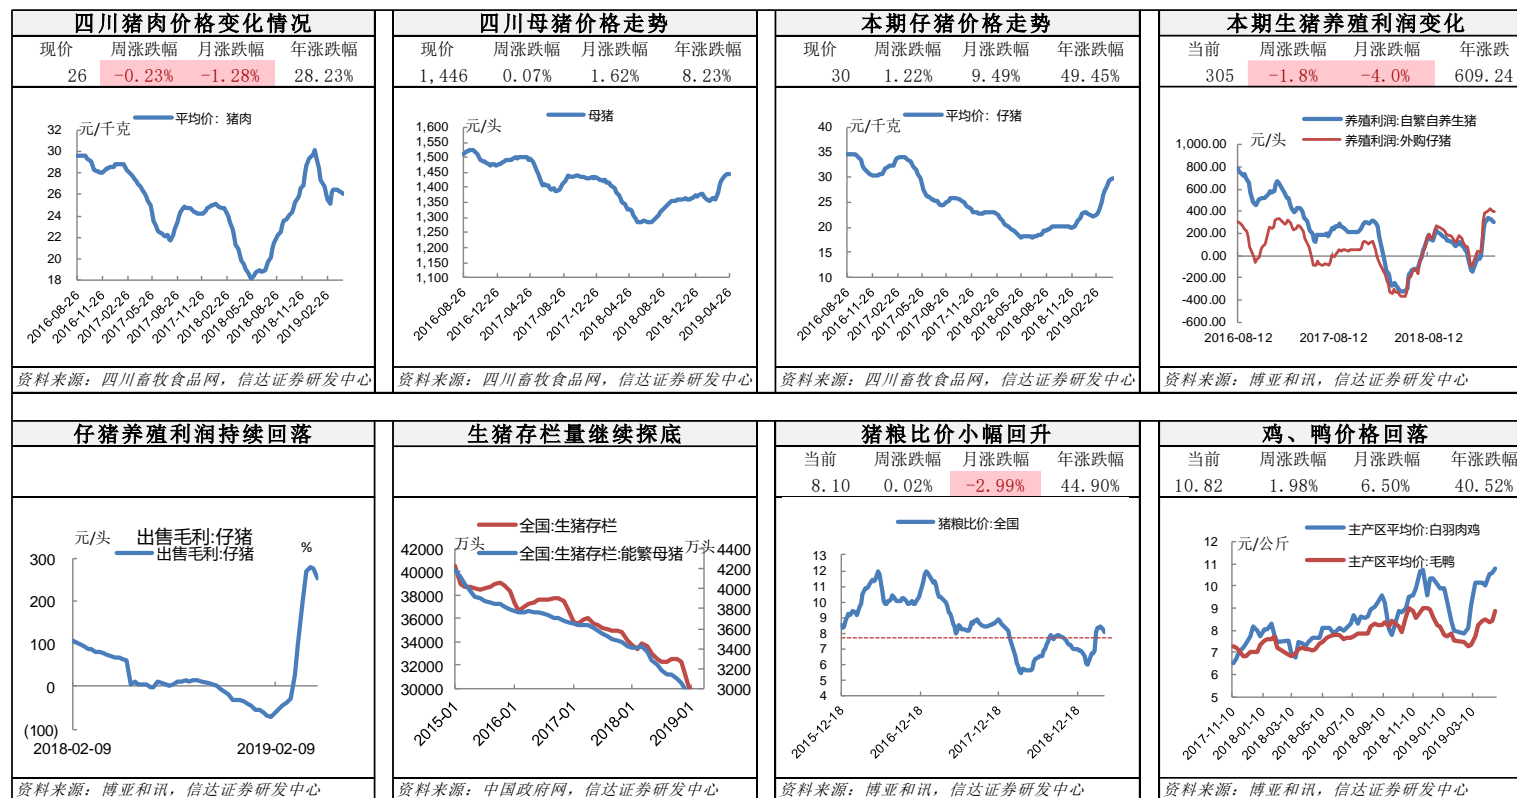 四川猪肉价格变化情况
现价 周涨跌幅 月涨跌幅 年涨跌幅
26 -0.23% -1.28% 28.23%
元/千克
平均价: 猪肉
32
30
28
26
24
22
20
18
2016-08-26
2016-11-26
2017-02-26
2017-05-26
2017-08-26
2017-11-26
2018-02-26
2018-05-26
2018-08-26
2018-11-26
2019-02-26
资料来源: 四川畜牧食品网, 信达证券研发中心
四川母猪价格走势
现价 周涨跌幅 月涨跌幅 年涨跌幅
1,446 0.07% 1.62% 8.23%
元/头
母猪
1,600
1,550
1,500
1,450
1,400
1,350
1,300
1,250
1,200
1,150
1,100
2016-08-26
2016-12-26
2017-04-26
2017-08-26
2017-12-26
2018-04-26
2018-08-26
2018-12-26
2019-04-26
资料来源: 四川畜牧食品网, 信达证券研发中心
本期仔猪价格走势
现价 周涨跌幅 月涨跌幅 年涨跌幅
30 1.22% 9.49% 49.45%
元/千克
平均价: 仔猪
40
35
30
25
20
15
10
2016-08-26
2016-11-26
2017-02-26
2017-05-26
2017-08-26
2017-11-26
2018-02-26
2018-05-26
2018-08-26
2018-11-26
2019-02-26
资料来源: 四川畜牧食品网, 信达证券研发中心
本期生猪养殖利润变化
当前 周涨跌幅 月涨跌幅 年涨跌
305 -1.8% -4.0% 609.24
元/头
养殖利润:自繁自养生猪
养殖利润:外购仔猪
1,000.00
800.00
600.00
400.00
200.00
0.00
-200.00
-400.00
-600.00
2016-08-12 2017-08-12 2018-08-12
资料来源: 博亚和讯, 信达证券研发中心
仔猪养殖利润持续回落
元/头
出售毛利:仔猪
出售毛利:仔猪
%
300
200
100
0
(100)
2018-02-09 2019-02-09
资料来源: 博亚和讯, 信达证券研发中心
生猪存栏量继续探底
全国:生猪存栏
全国:生猪存栏:能繁母猪
万头
万头
42000
40000
38000
36000
34000
32000
30000
4400
4200
4000
3800
3600
3400
3200
3000
2015-01
2016-01
2017-01
2018-01
2019-01
资料来源: 中国政府网, 信达证券研发中心
猪粮比价小幅回升
当前 周涨跌幅 月涨跌幅 年涨跌幅
8.10 0.02% -2.99% 44.90%
猪粮比价:全国
13
12
11
10
9
8
7
6
5
4
2015-12-18
2016-12-18
2017-12-18
2018-12-18
资料来源: 博亚和讯, 信达证券研发中心
鸡、鸭价格回落
当前 周涨跌幅 月涨跌幅 年涨跌幅
10.82 1.98% 6.50% 40.52%
元/公斤
主产区平均价:白羽肉鸡
主产区平均价:毛鸭
12
11
10
9
8
7
6
5
2017-11-10
2018-01-10
2018-03-10
2018-05-10
2018-07-10
2018-09-10
2018-11-10
2019-01-10
2019-03-10
资料来源: 博亚和讯, 信达证券研发中心